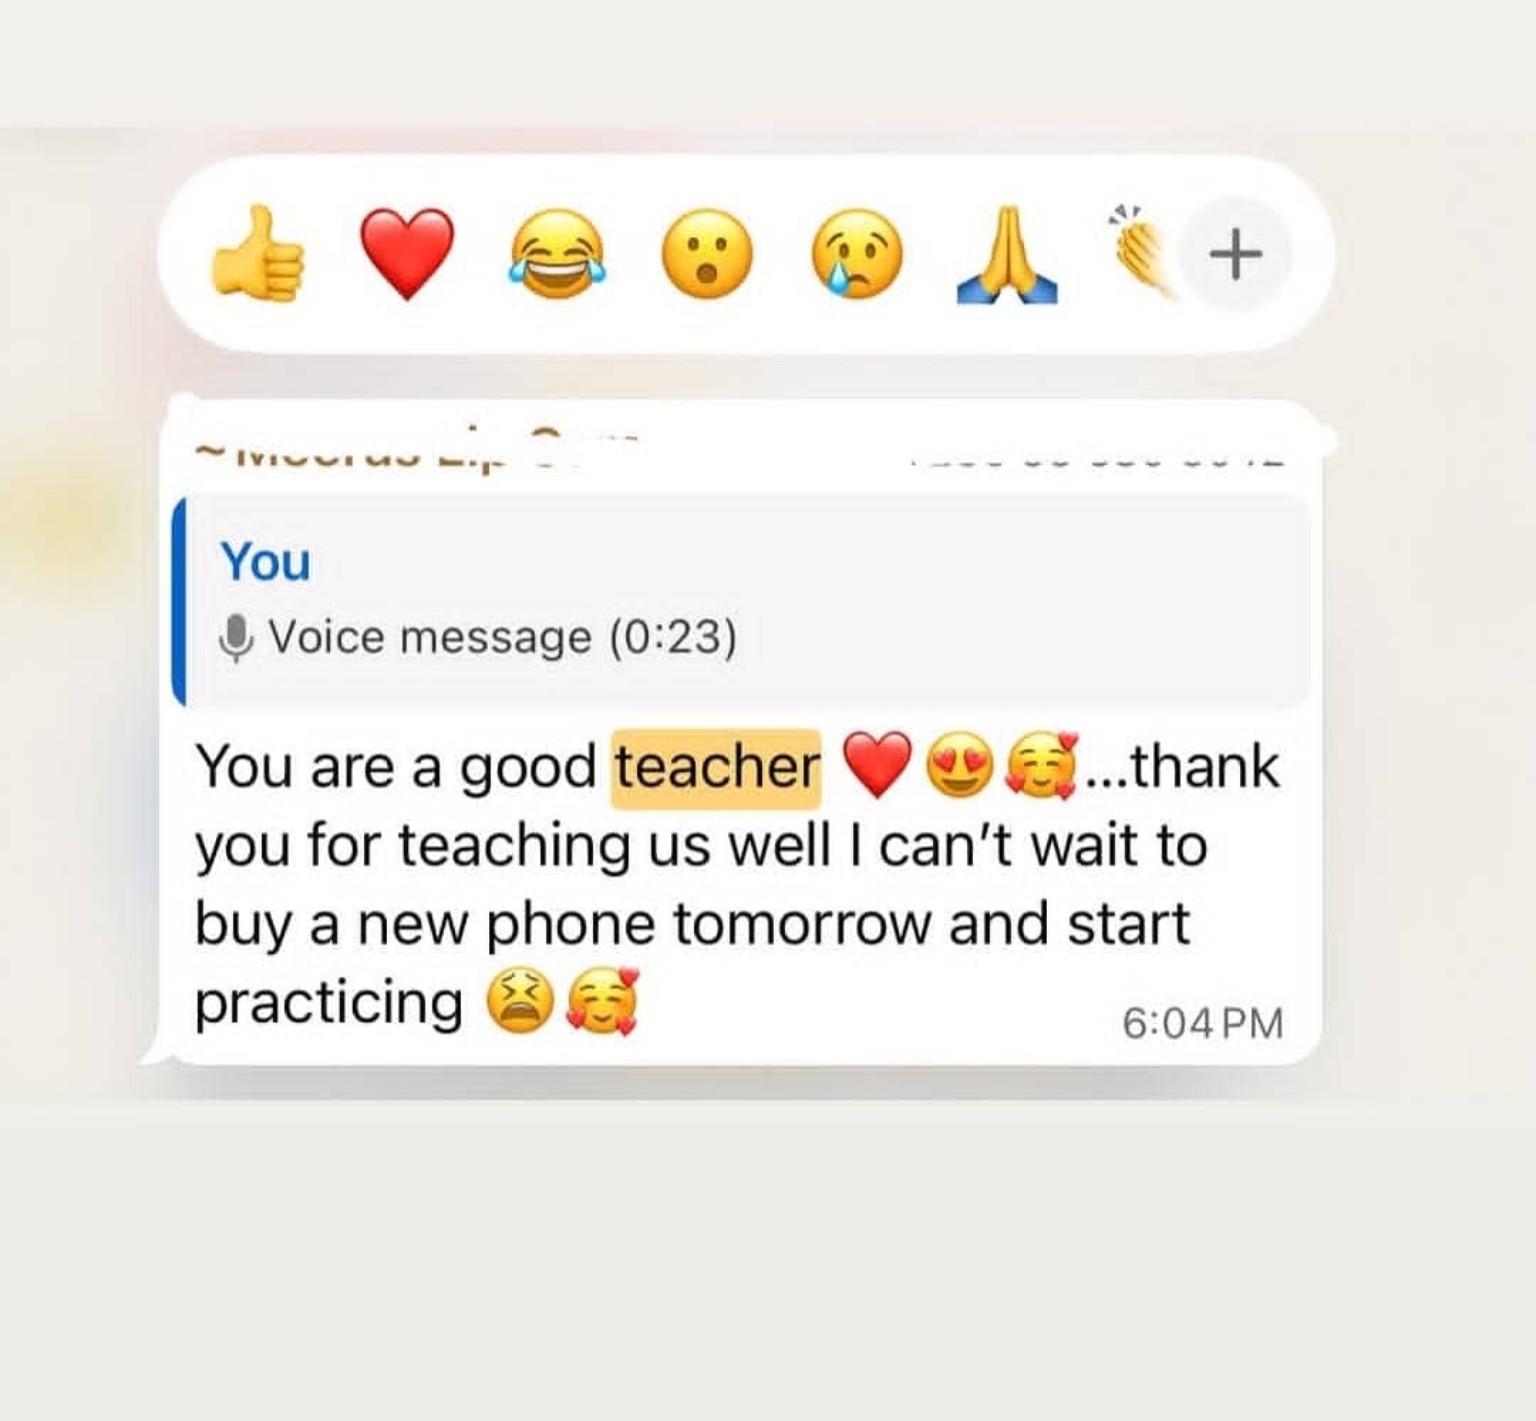 You
Voice message (0:23)
You are a good teacher ❤️😍🥰...thank
you for teaching us well I can't wait to
buy a new phone tomorrow and start
practicing 😫🥰
6:04 PM